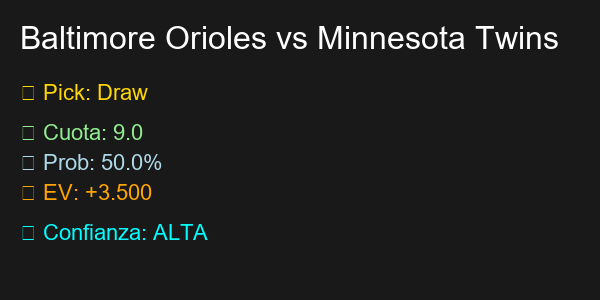 Baltimore Orioles vs Minnesota Twins
Pick: Draw
Cuota: 9.0
Prob: 50.0%
EV: +3.500
Confianza: ALTA